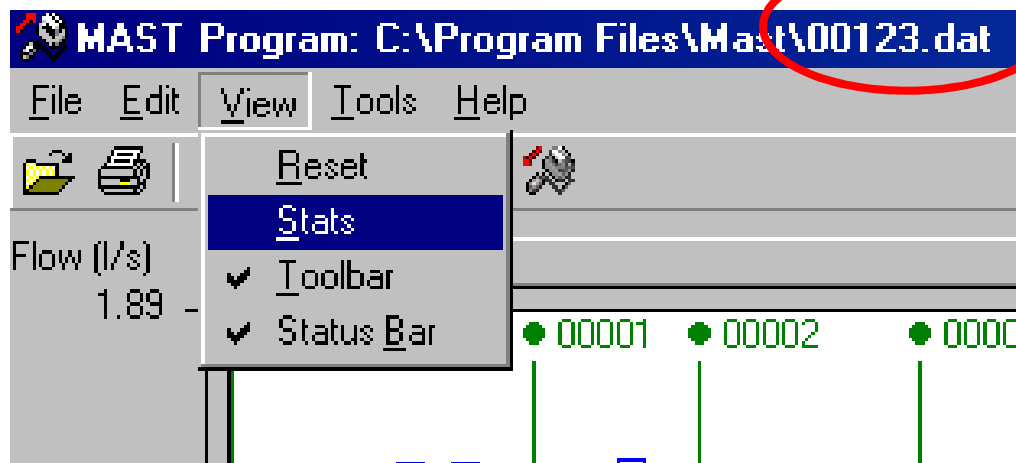 MAST Program: C:\Program Files\Mast\00123.dat
File Edit View Tools Help
Reset
Stats
Flow (l/s)
Toolbar
1.89
Status Bar
00001 00002